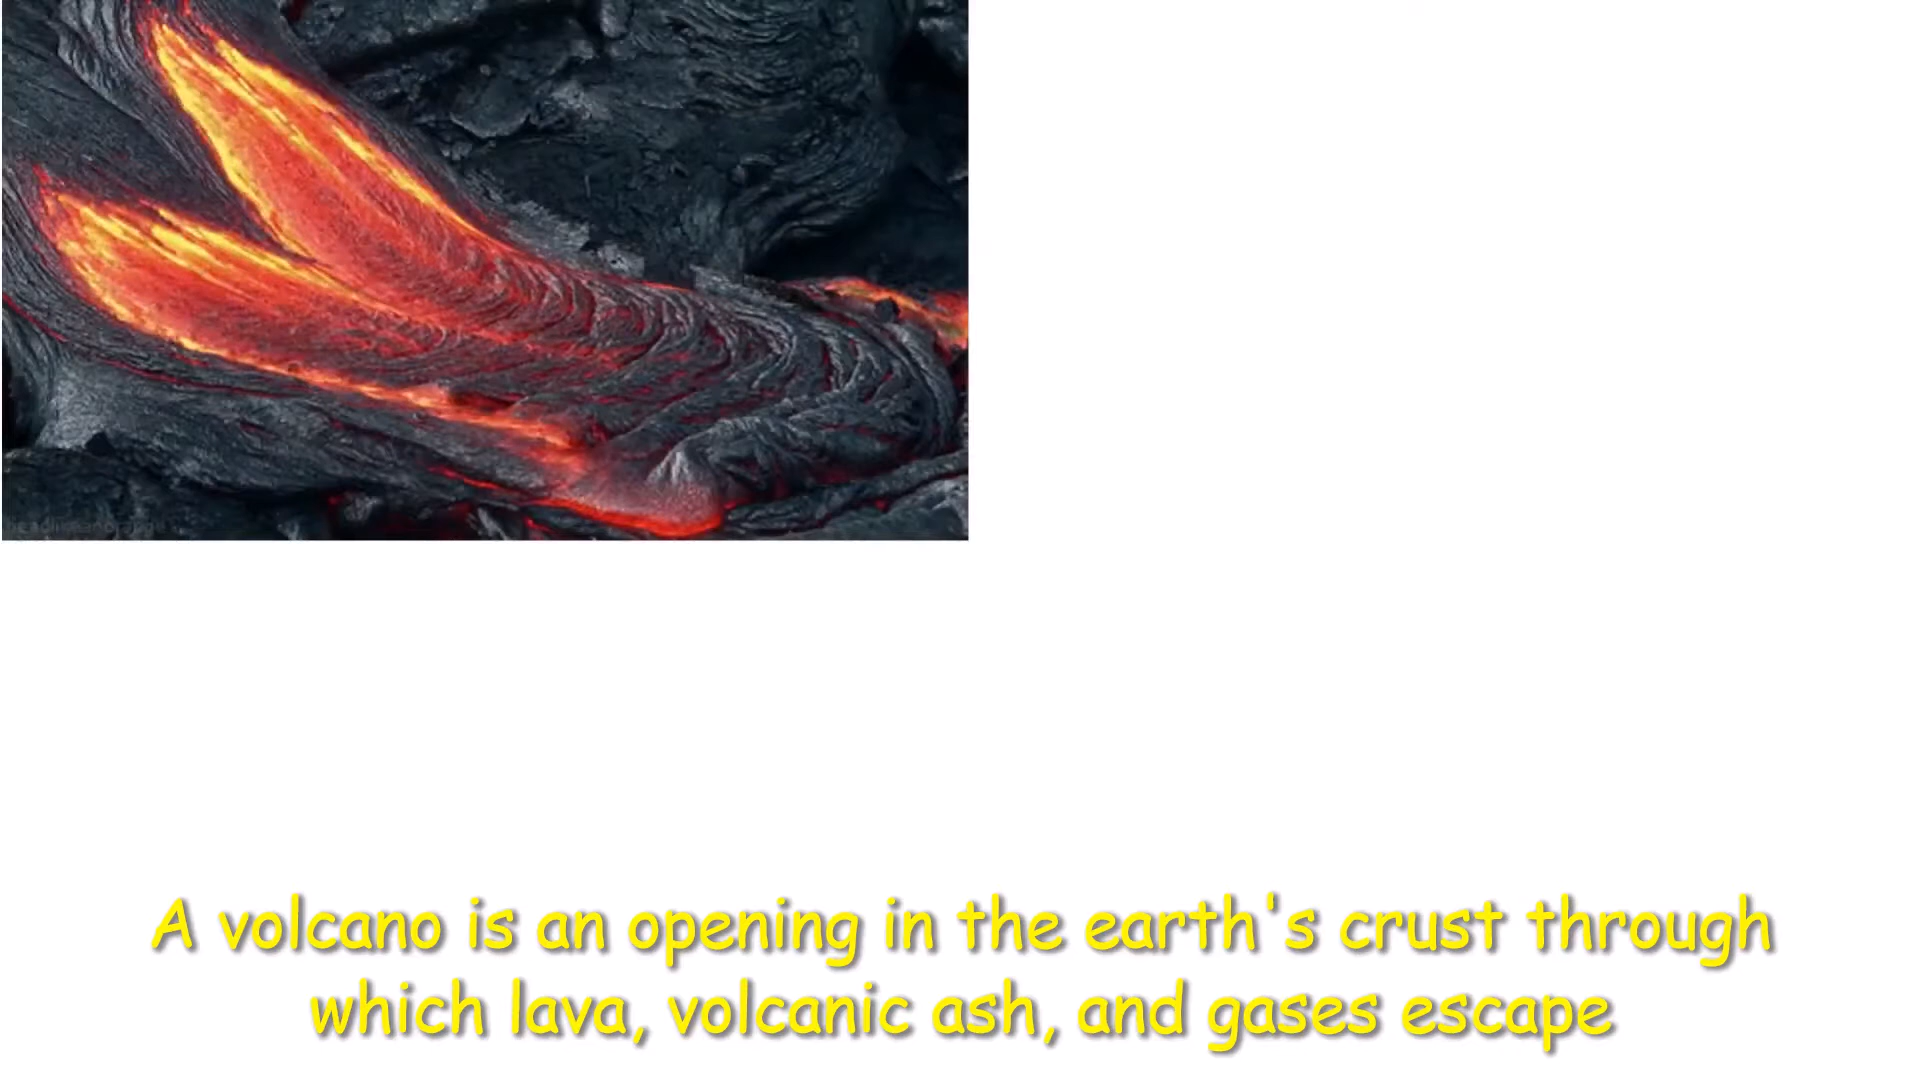 A volcano is an opening in the earth's crust through
which lava, volcanic ash, and gases escape